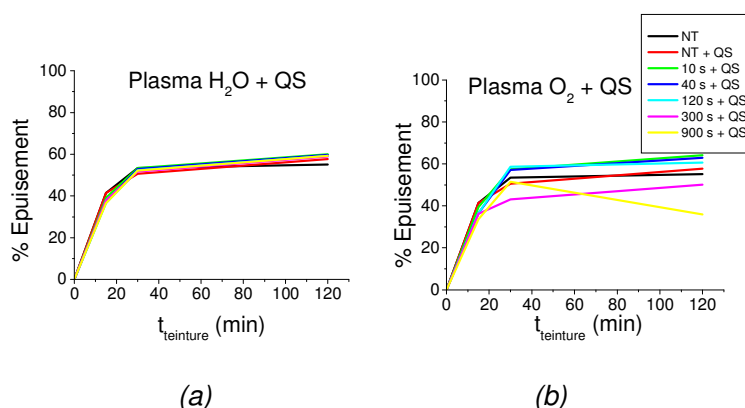 Plasma H2O + QS
% Epuisement
100
80
60
40
20
0
0 20 40 60 80 100 120
tteinture (min)
(a)
NT
NT + QS
10 s + QS
40 s + QS
120 s + QS
300 s + QS
900 s + QS
Plasma O2 + QS
% Epuisement
100
80
60
40
20
0
0 20 40 60 80 100 120
tteinture (min)
(b)